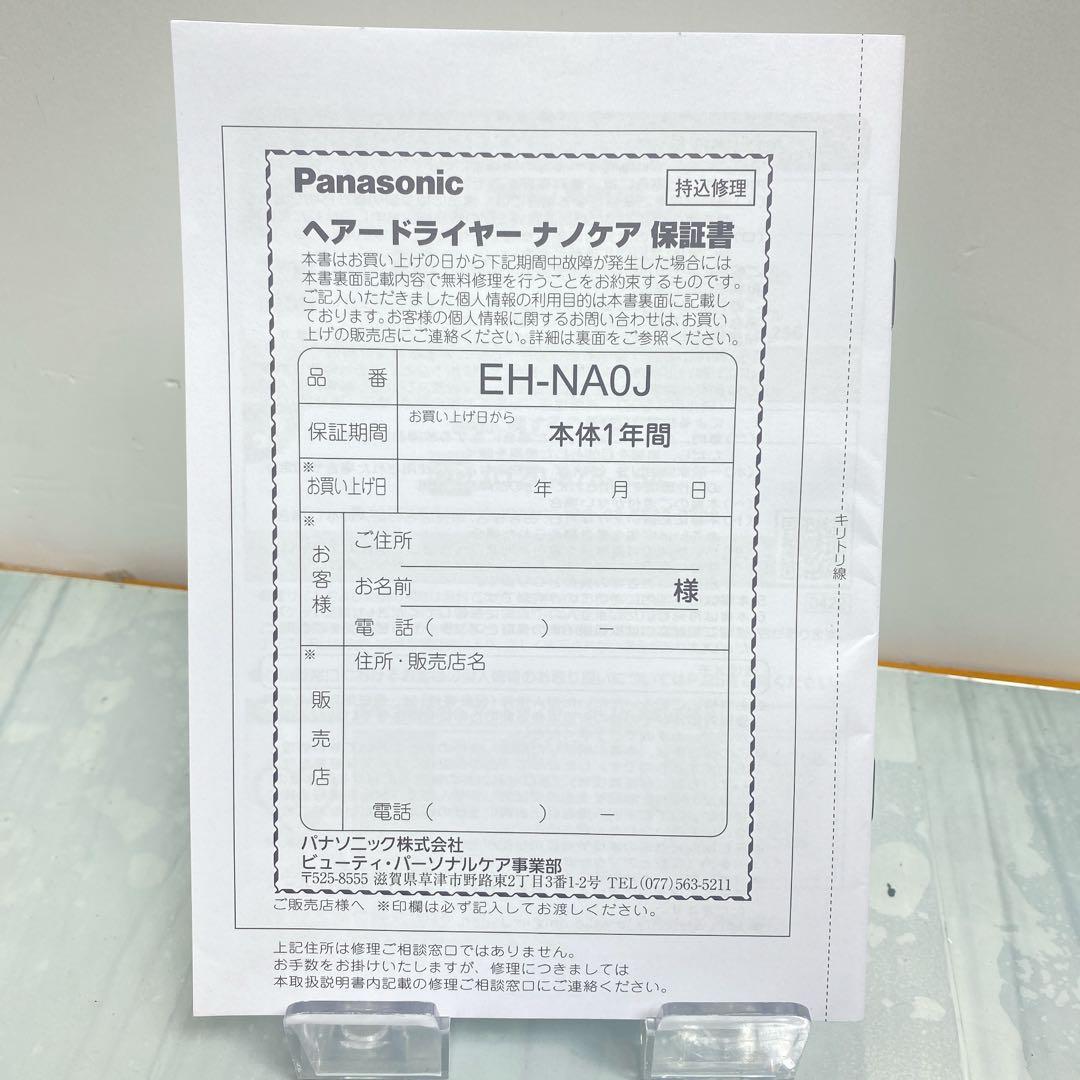 Panasonic
持込修理
ヘアードライヤー ナノケア 保証書
本書はお買い上げの日から下記期間中故障が発生した場合には
本書裏面記載内容で無料修理を行うことをお約束するものです。
ご記入いただきました個人情報の利用目的は本書裏面に記載し
ております。お客様の個人情報に関するお問い合わせは、お買い
上げの販売店にご連絡ください。詳細は裏面をご参照ください。
品 番 EH-NA0J
保証期間 お買い上げ日から 本体1年間
※お買い上げ日 年 月 日
※お客様
ご住所
お名前 様
電 話 ( ) ー
※販売店
住所・販売店名
電話 ( ) ー
パナソニック株式会社
ビューティ・パーソナルケア事業部
〒525-8555 滋賀県草津市野路東2丁目3番1-2号 TEL (077) 563-5211
ご販売店様へ ※印欄は必ず記入してお渡しください。
上記住所は修理ご相談窓口ではありません。
お手数をお掛けいたしますが、修理につきましては
本取扱説明書内記載の修理ご相談窓口にご連絡ください。
キリトリ線